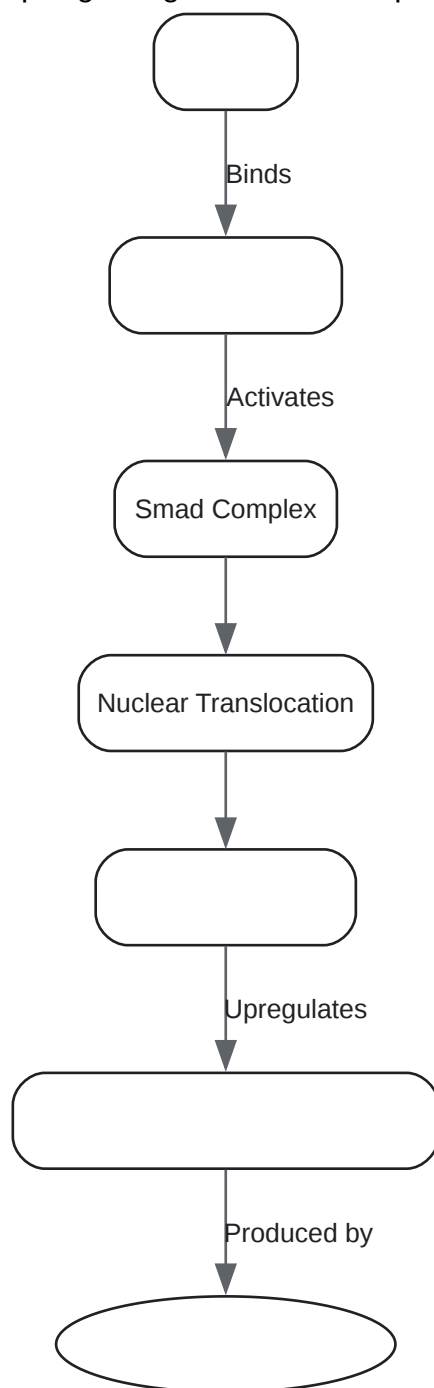 Binds
Activates
Smad Complex
Nuclear Translocation
Upregulates
Produced by